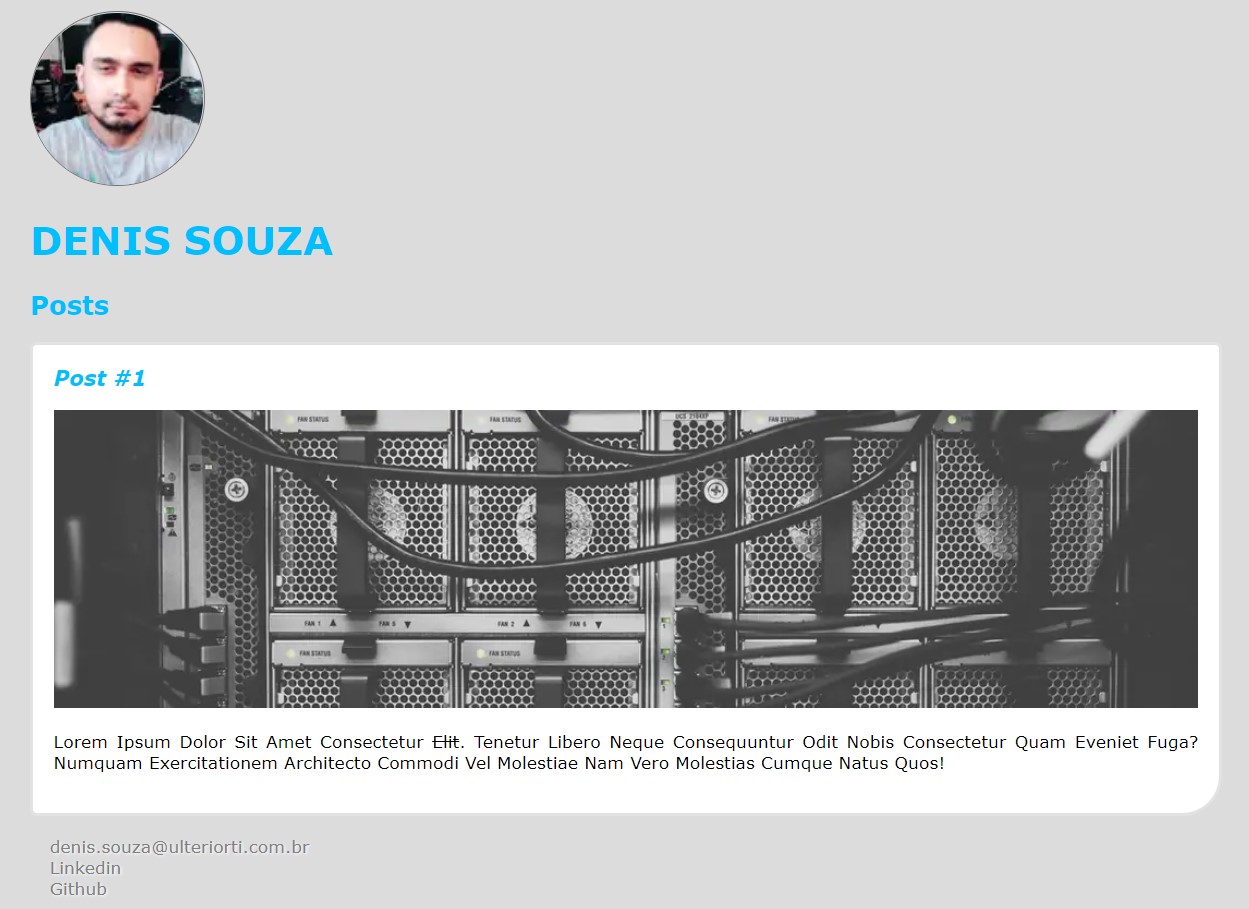 DENIS SOUZA
Posts
Post #1
FAN STATUS
FAN STATUS
UCS 2104XP
FAN STATUS
FAN 1 ▲ FAN 5 ▼ FAN 2 ▲ FAN 6 ▼
FAN STATUS
FAN STATUS
Lorem Ipsum Dolor Sit Amet Consectetur Elit. Tenetur Libero Neque Consequuntur Odit Nobis Consectetur Quam Eveniet Fuga?
Numquam Exercitationem Architecto Commodi Vel Molestiae Nam Vero Molestias Cumque Natus Quos!
denis.souza@ulteriorti.com.br
Linkedin
Github